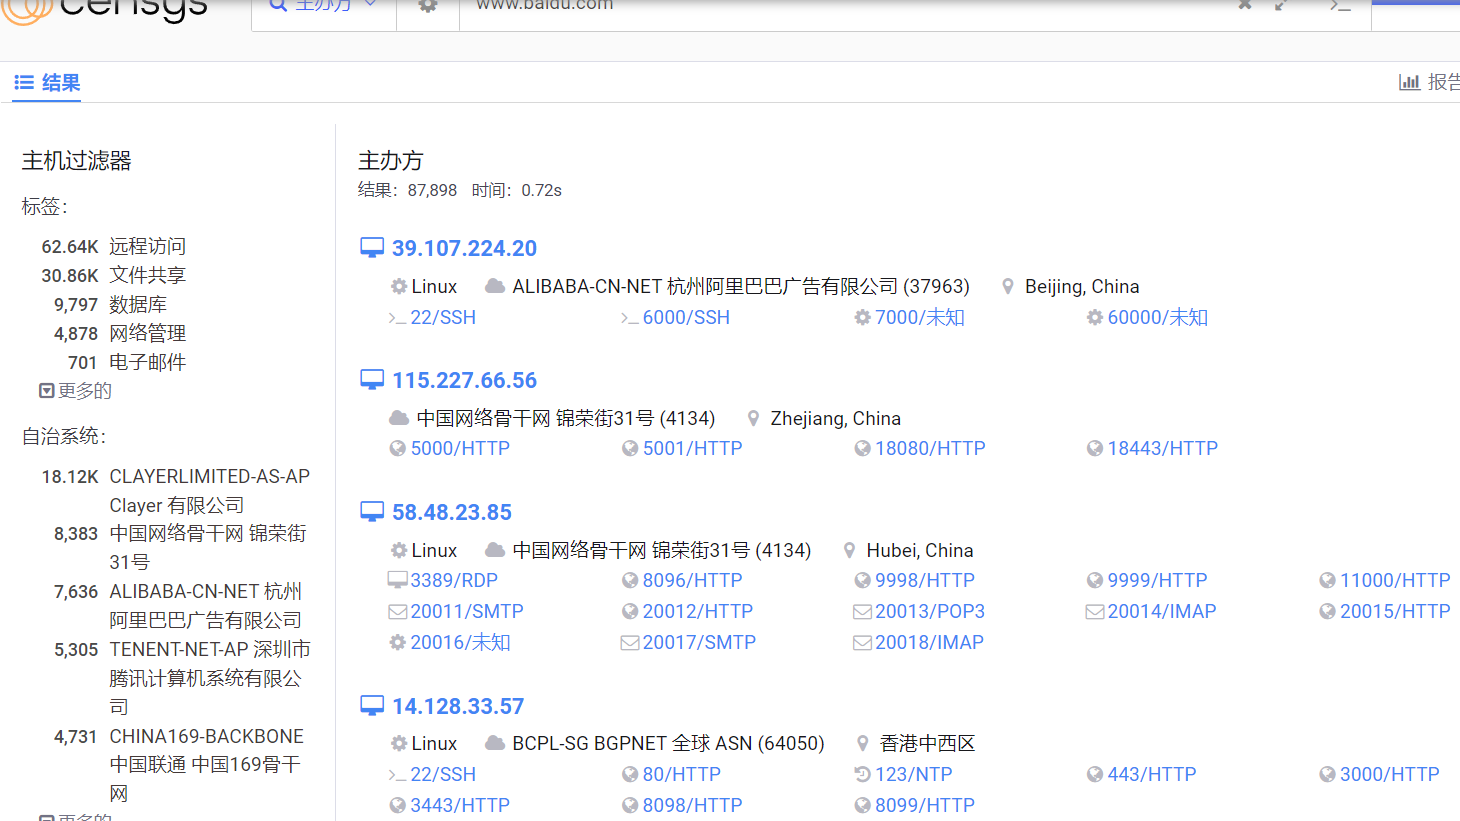 censys
主办方
www.baidu.com
结果
报告
主机过滤器
标签：
62.64K 远程访问
30.86K 文件共享
9,797 数据库
4,878 网络管理
701 电子邮件
更多的
自治系统：
18.12K CLAYERLIMITED-AS-AP
Clayer 有限公司
8,383 中国网络骨干网 锦荣街
31号
7,636 ALIBABA-CN-NET 杭州
阿里巴巴广告有限公司
5,305 TENENT-NET-AP 深圳市
腾讯计算机系统有限公
司
4,731 CHINA169-BACKBONE
中国联通 中国169骨干
网
更多的
主办方
结果：87,898 时间：0.72s
39.107.224.20
Linux ALIBABA-CN-NET 杭州阿里巴巴广告有限公司 (37963) Beijing, China
22/SSH 6000/SSH 7000/未知 60000/未知
115.227.66.56
中国网络骨干网 锦荣街31号 (4134) Zhejiang, China
5000/HTTP 5001/HTTP 18080/HTTP 18443/HTTP
58.48.23.85
Linux 中国网络骨干网 锦荣街31号 (4134) Hubei, China
3389/RDP 8096/HTTP 9998/HTTP 9999/HTTP 11000/HTTP
20011/SMTP 20012/HTTP 20013/POP3 20014/IMAP 20015/HTTP
20016/未知 20017/SMTP 20018/IMAP
14.128.33.57
Linux BCPL-SG BGPNET 全球 ASN (64050) 香港中西区
22/SSH 80/HTTP 123/NTP 443/HTTP 3000/HTTP
3443/HTTP 8098/HTTP 8099/HTTP